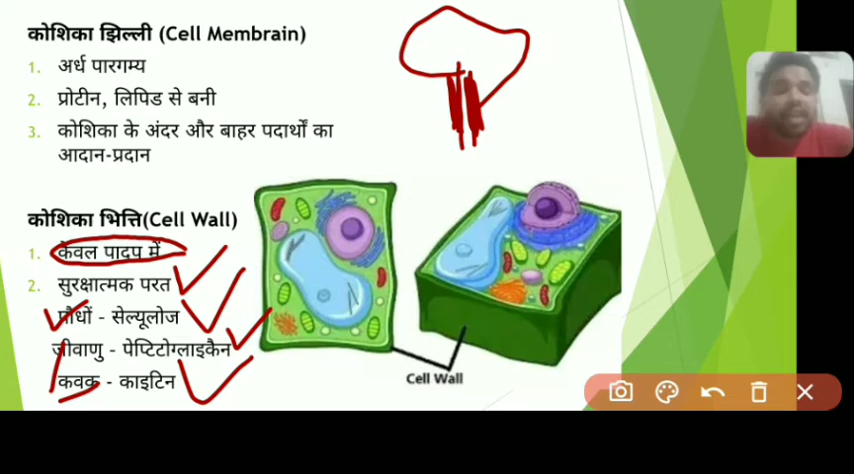 कोशिका झिल्ली (Cell Membrain)
1. अर्ध पारगम्य
2. प्रोटीन, लिपिड से बनी
3. कोशिका के अंदर और बाहर पदार्थों का
आदान-प्रदान
कोशिका भित्ति(Cell Wall)
1. केवल पादप में
2. सुरक्षात्मक परत
पौधों - सेल्यूलोज
जीवाणु - पेप्टिटोग्लाइकैन
कवक - काइटिन
Cell Wall